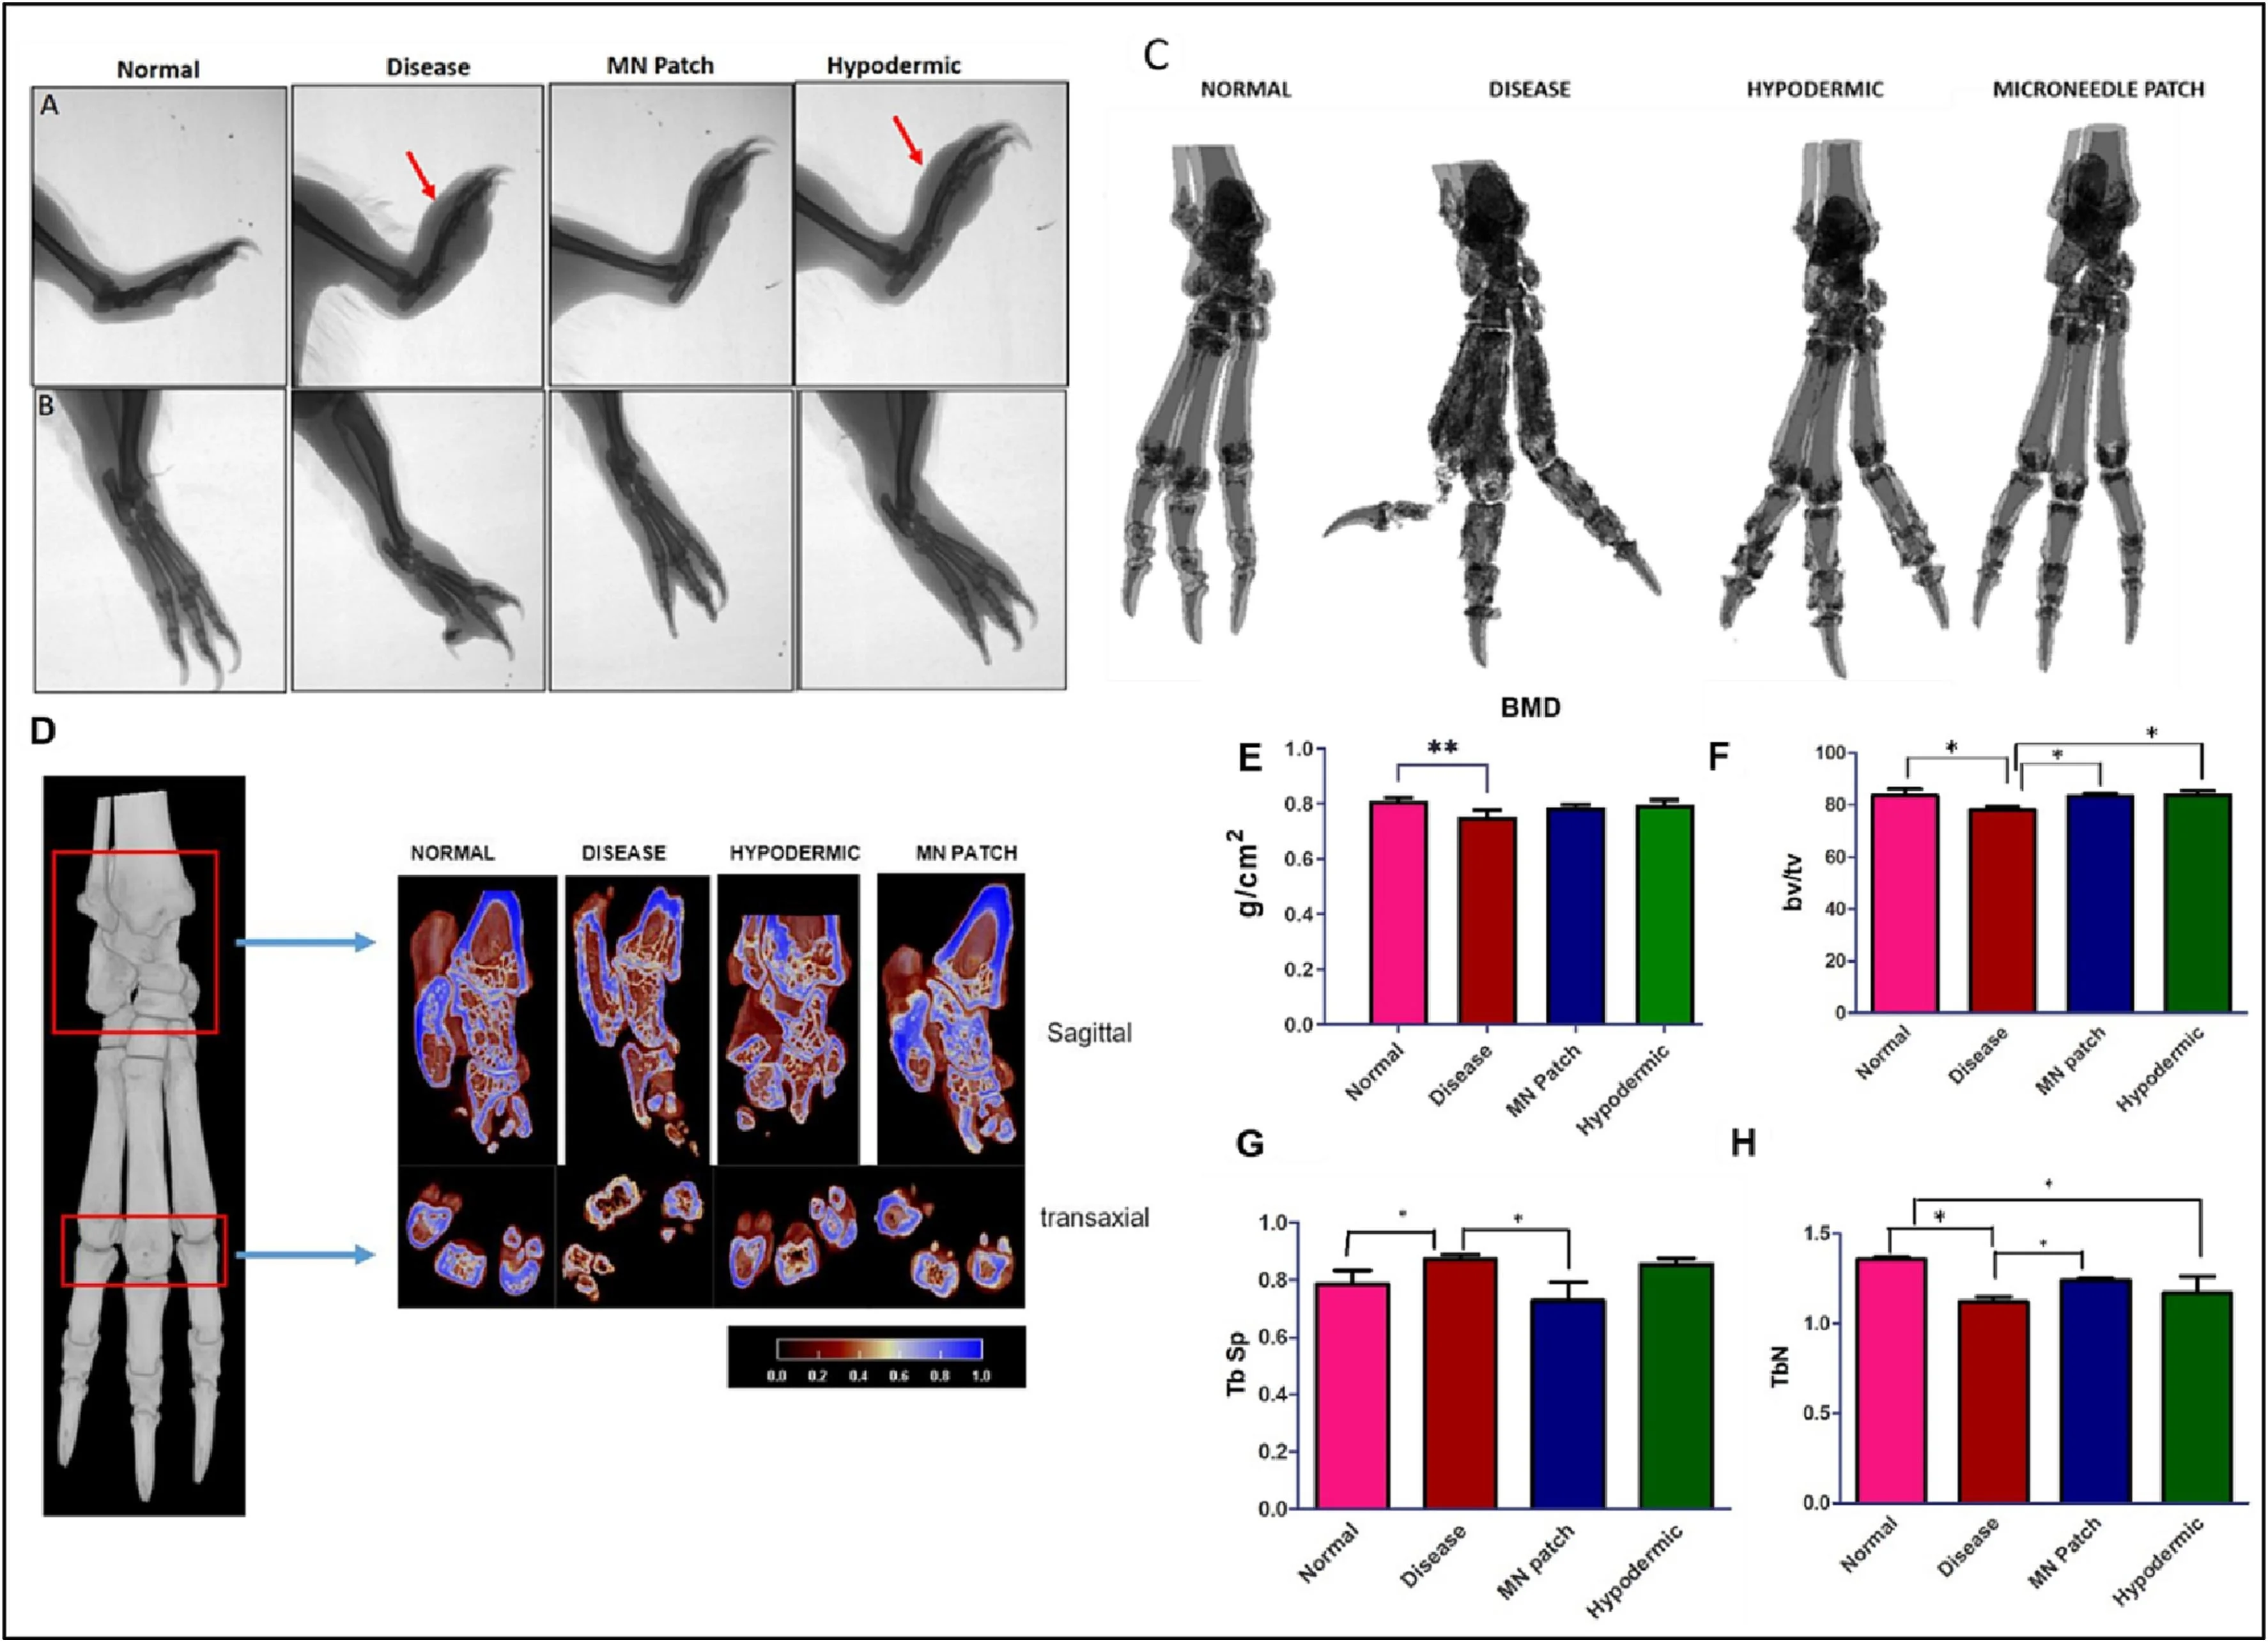 Normal Disease MN Patch Hypodermic
A
B
C
NORMAL DISEASE HYPODERMIC MICRONEEDLE PATCH
D
NORMAL DISEASE HYPODERMIC MN PATCH
Sagittal
transaxial
0.0 0.2 0.4 0.6 0.8 1.0
BMD
E
**
1.0
0.8
0.6
0.4
0.2
0.0
g/cm²
Normal Disease MN Patch Hypodermic
F
* * *
100
80
60
40
20
0
bv/tv
Normal Disease MN patch Hypodermic
G
* *
1.0
0.8
0.6
0.4
0.2
0.0
Tb Sp
Normal Disease MN patch Hypodermic
H
*
* *
1.5
1.0
0.5
0.0
TbN
Normal Disease MN Patch Hypodermic